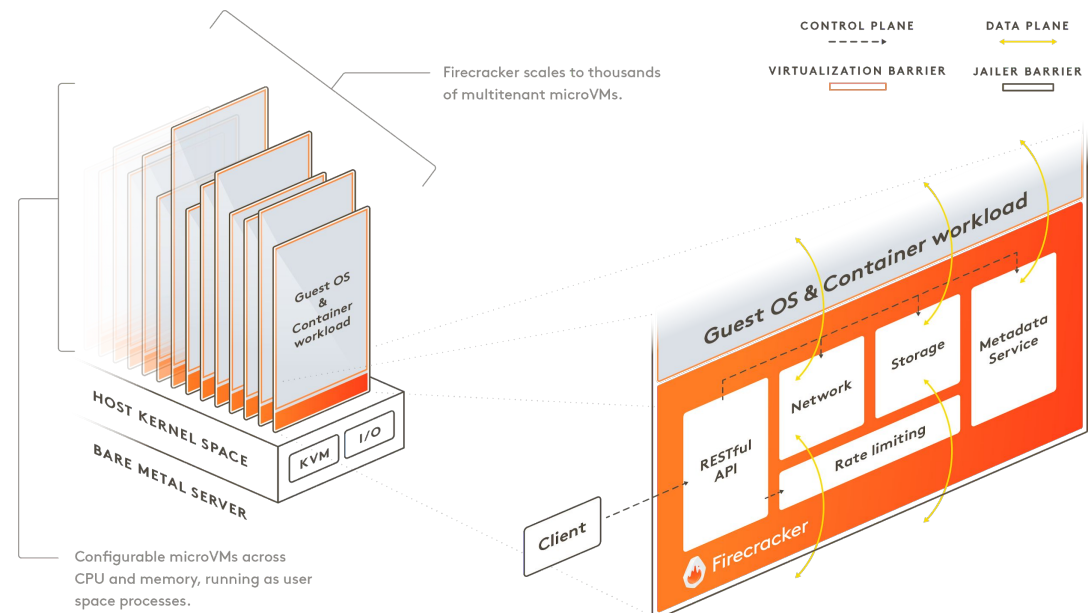 CONTROL PLANE
DATA PLANE
VIRTUALIZATION BARRIER
JAILER BARRIER
Firecracker scales to thousands
of multitenant microVMs.
Guest OS
&
Container
workload
HOST KERNEL SPACE
KVM
I/O
BARE METAL SERVER
Configurable microVMs across
CPU and memory, running as user
space processes.
Guest OS & Container workload
RESTful
API
Network
Storage
Metadata
Service
Rate limiting
Client
Firecracker